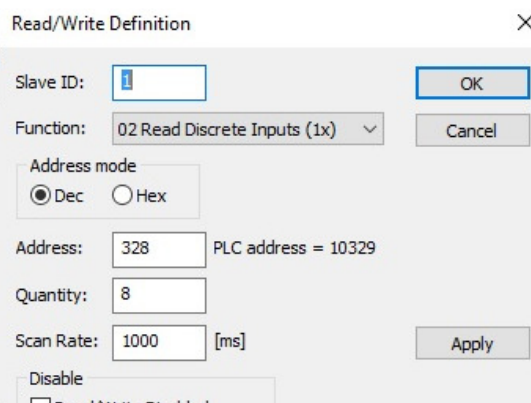 Read/Write Definition
Slave ID: 1 OK
Function: 02 Read Discrete Inputs (1x) Cancel
Address mode
Dec Hex
Address: 328 PLC address = 10329
Quantity: 8
Scan Rate: 1000 [ms] Apply
Disable